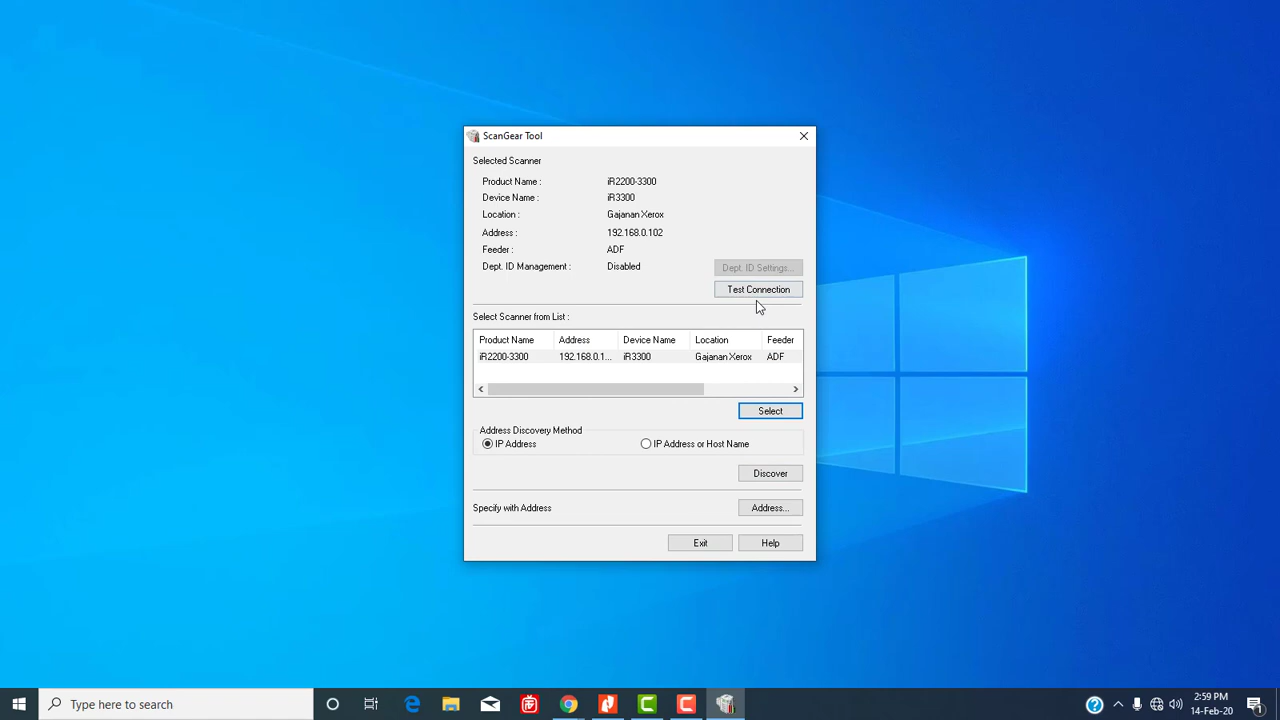 ScanGear Tool
Selected Scanner
Product Name : iR2200-3300
Device Name : iR3300
Location : Gajanan Xerox
Address : 192.168.0.102
Feeder : ADF
Dept. ID Management : Disabled
Dept. ID Settings...
Test Connection
Select Scanner from List :
Product Name Address Device Name Location Feeder
iR2200-3300 192.168.0.1... iR3300 Gajanan Xerox ADF
Select
Address Discovery Method
IP Address IP Address or Host Name
Discover
Specify with Address Address...
Exit Help
Type here to search
2:59 PM
14-Feb-20
1